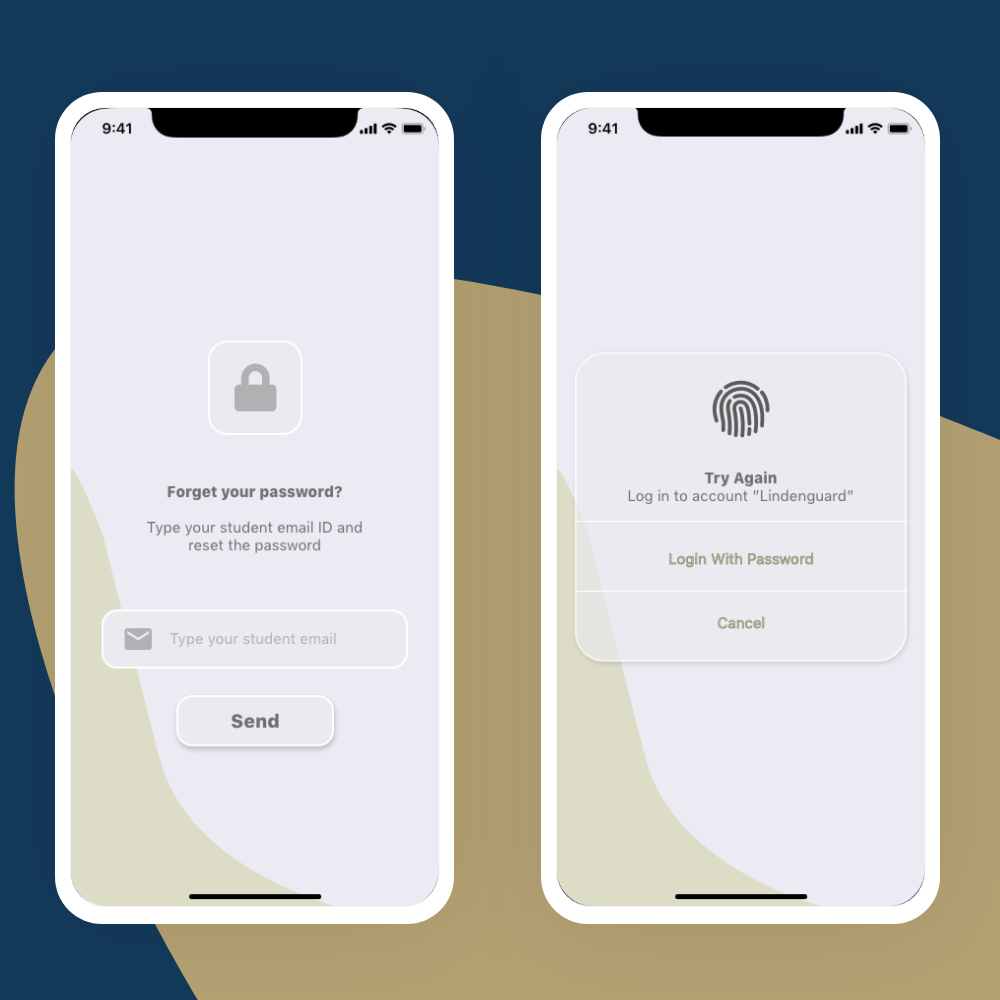 9:41
Forget your password?
Type your student email ID and
reset the password
Type your student email
Send
9:41
Try Again
Log in to account "Lindenguard"
Login With Password
Cancel